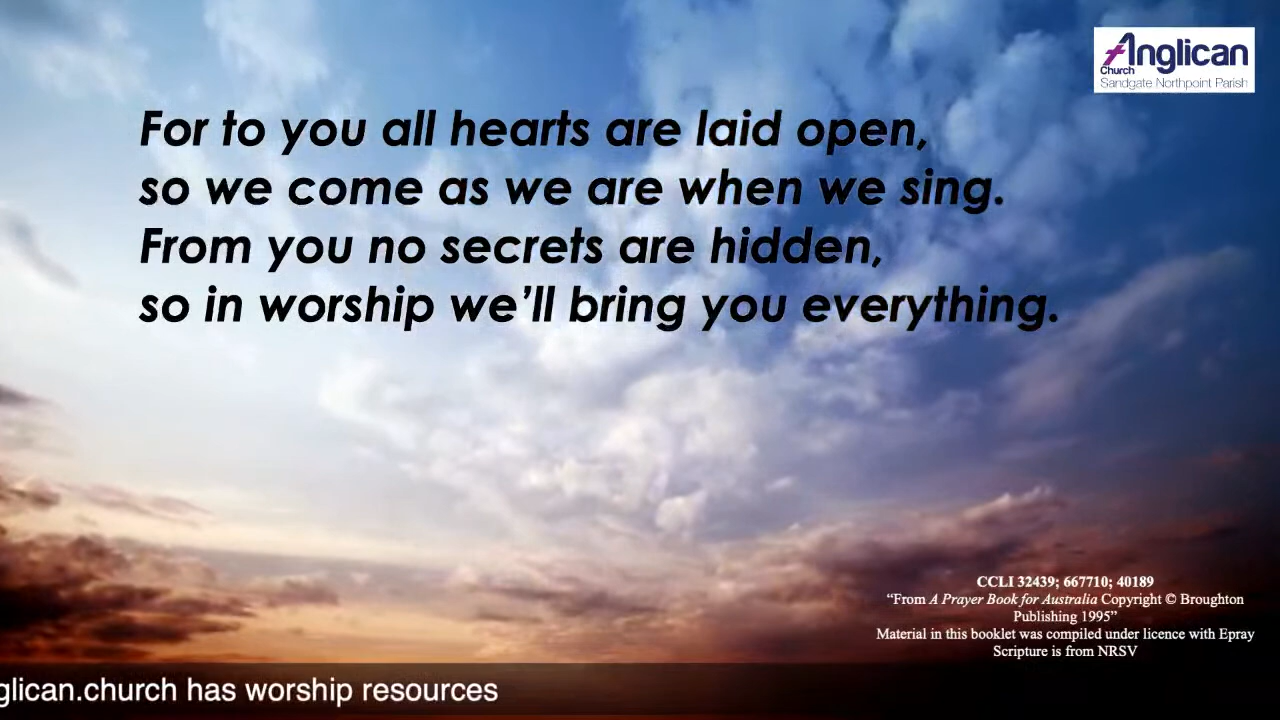 Anglican
Church
Sandgate Northpoint Parish
For to you all hearts are laid open,
so we come as we are when we sing.
From you no secrets are hidden,
so in worship we’ll bring you everything.
CCLI 32439; 667710; 40189
“From A Prayer Book for Australia Copyright © Broughton
Publishing 1995”
Material in this booklet was compiled under licence with Epray
Scripture is from NRSV
glican.church has worship resources